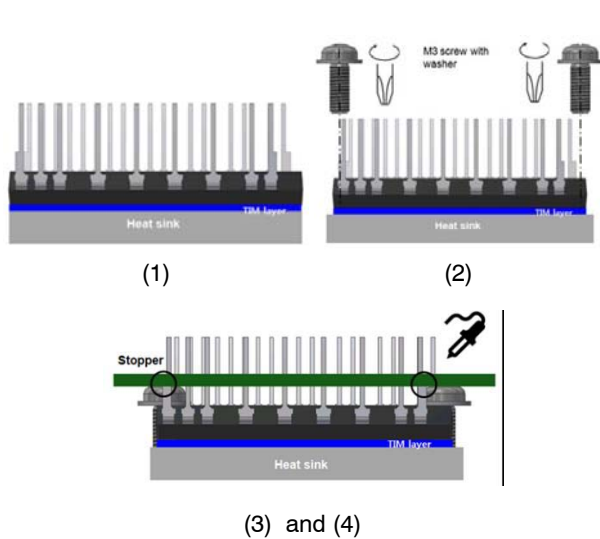 M3 screw with
washer
TIM layer
Heat sink
TIM layer
Heat sink
(1)
(2)
Stopper
TIM layer
Heat sink
(3) and (4)